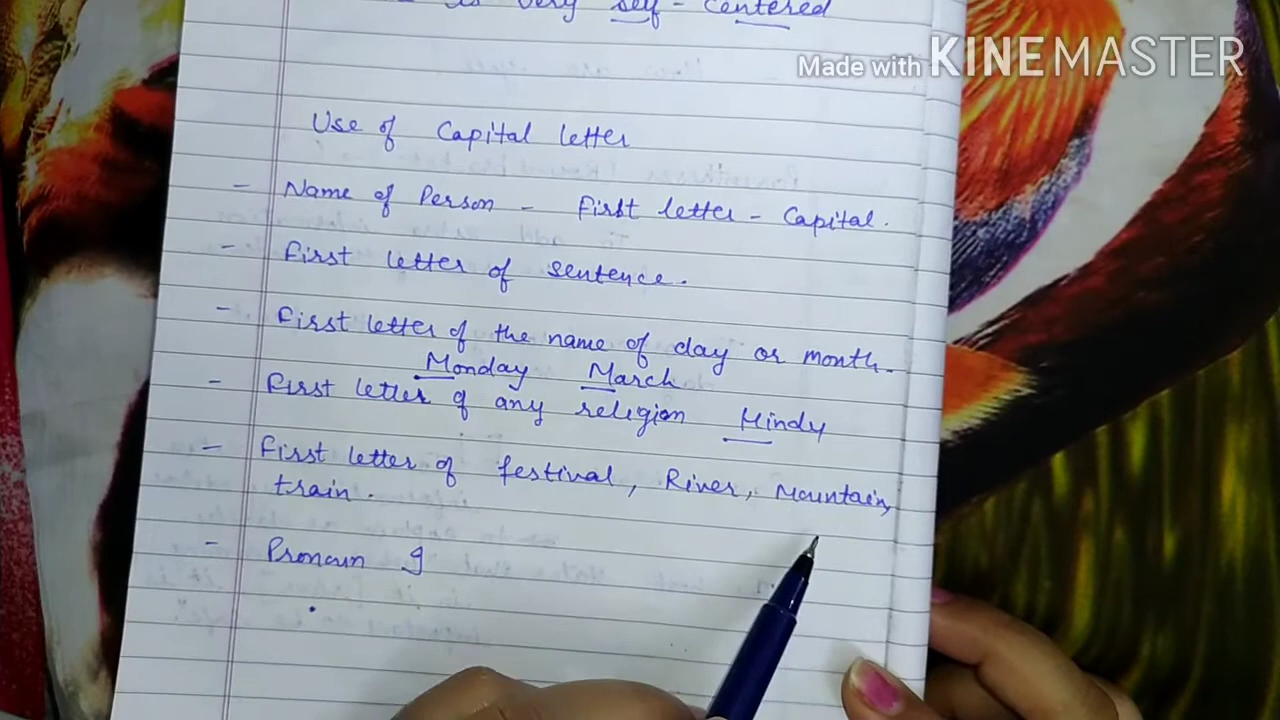 is very self-centered
Made with KINEMASTER
Use of Capital letter
- Name of Person - First letter - Capital.
- First letter of sentence.
- First letter of the name of day or month.
Monday March
- First letter of any religion Hindy
- First letter of festival, River, Mountain,
train.
- Pronoun I